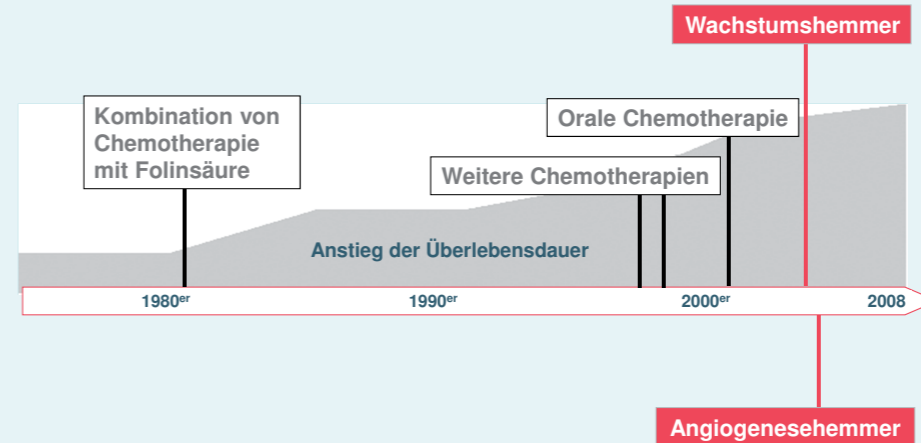 Wachstumshemmer
Kombination von
Chemotherapie
mit Folinsäure
Orale Chemotherapie
Weitere Chemotherapien
Anstieg der Überlebensdauer
1980er
1990er
2000er
2008
Angiogenesehemmer